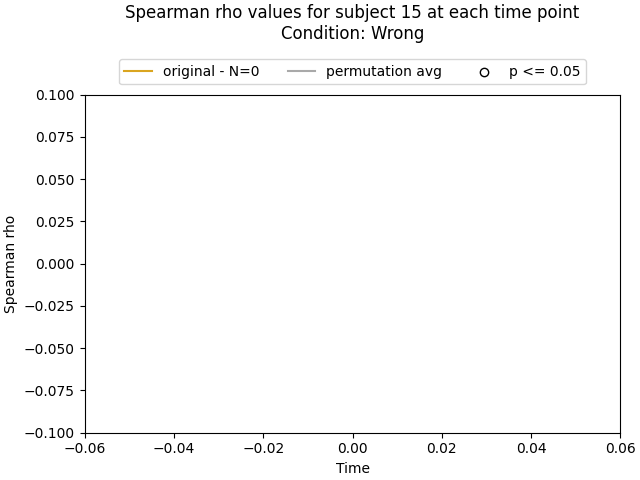 Spearman rho values for subject 15 at each time point
Condition: Wrong
original - N=0 permutation avg p <= 0.05
0.100
0.075
0.050
0.025
0.000
−0.025
−0.050
−0.075
−0.100
Spearman rho
−0.06 −0.04 −0.02 0.00 0.02 0.04 0.06
Time